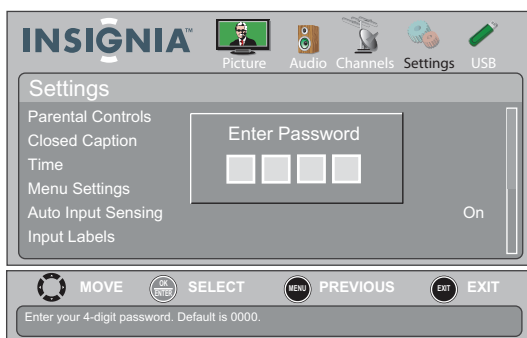 INSIGNIA™
Picture Audio Channels Settings USB
Settings
Parental Controls
Closed Caption
Time
Menu Settings
Auto Input Sensing On
Input Labels
Enter Password
MOVE OK ENTER SELECT MENU PREVIOUS EXIT EXIT
Enter your 4-digit password. Default is 0000.